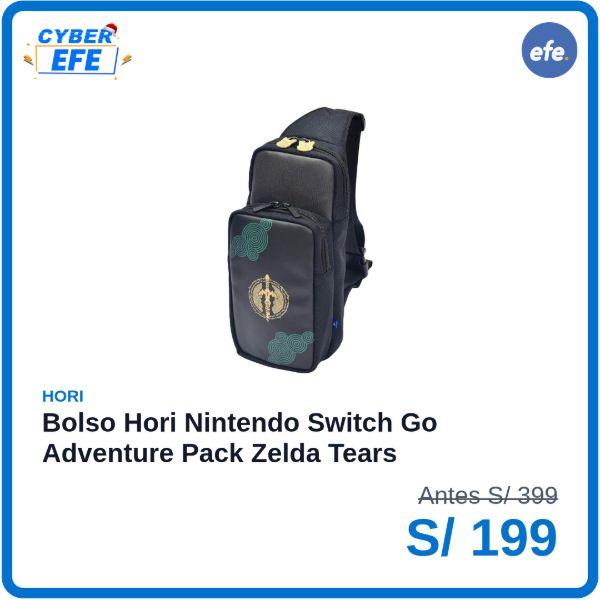 CYBER
EFE
efe.
HORI
Bolso Hori Nintendo Switch Go
Adventure Pack Zelda Tears
Antes S/ 399
S/ 199